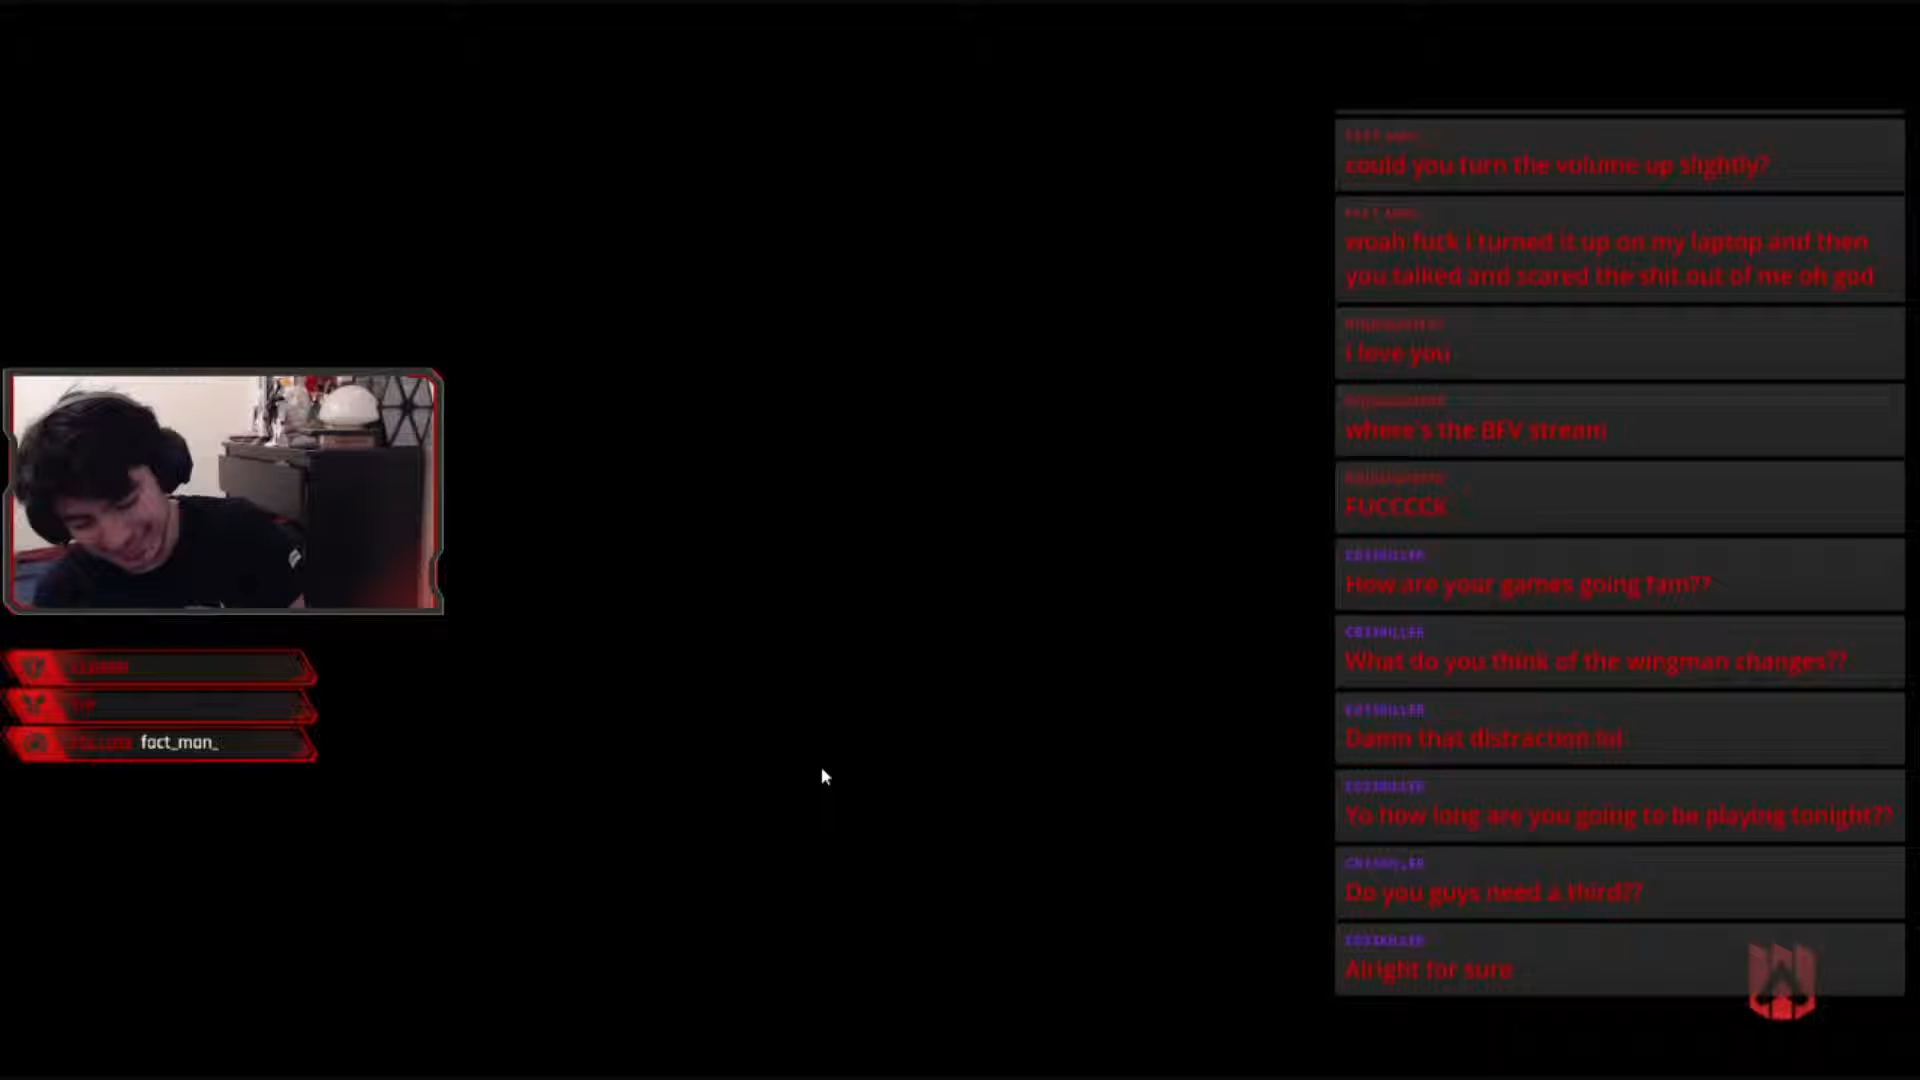 could you turn the volume up slightly?
woah fuck i turned it up on my laptop and then
you talked and scared the shit out of me oh god
i love you
where's the BFV stream
FUCCCCK
How are your games going fam??
What do you think of the wingman changes??
Damn that distraction lol
Yo how long are you going to be playing tonight??
Do you guys need a third??
Alright for sure
TIP
fact_man_